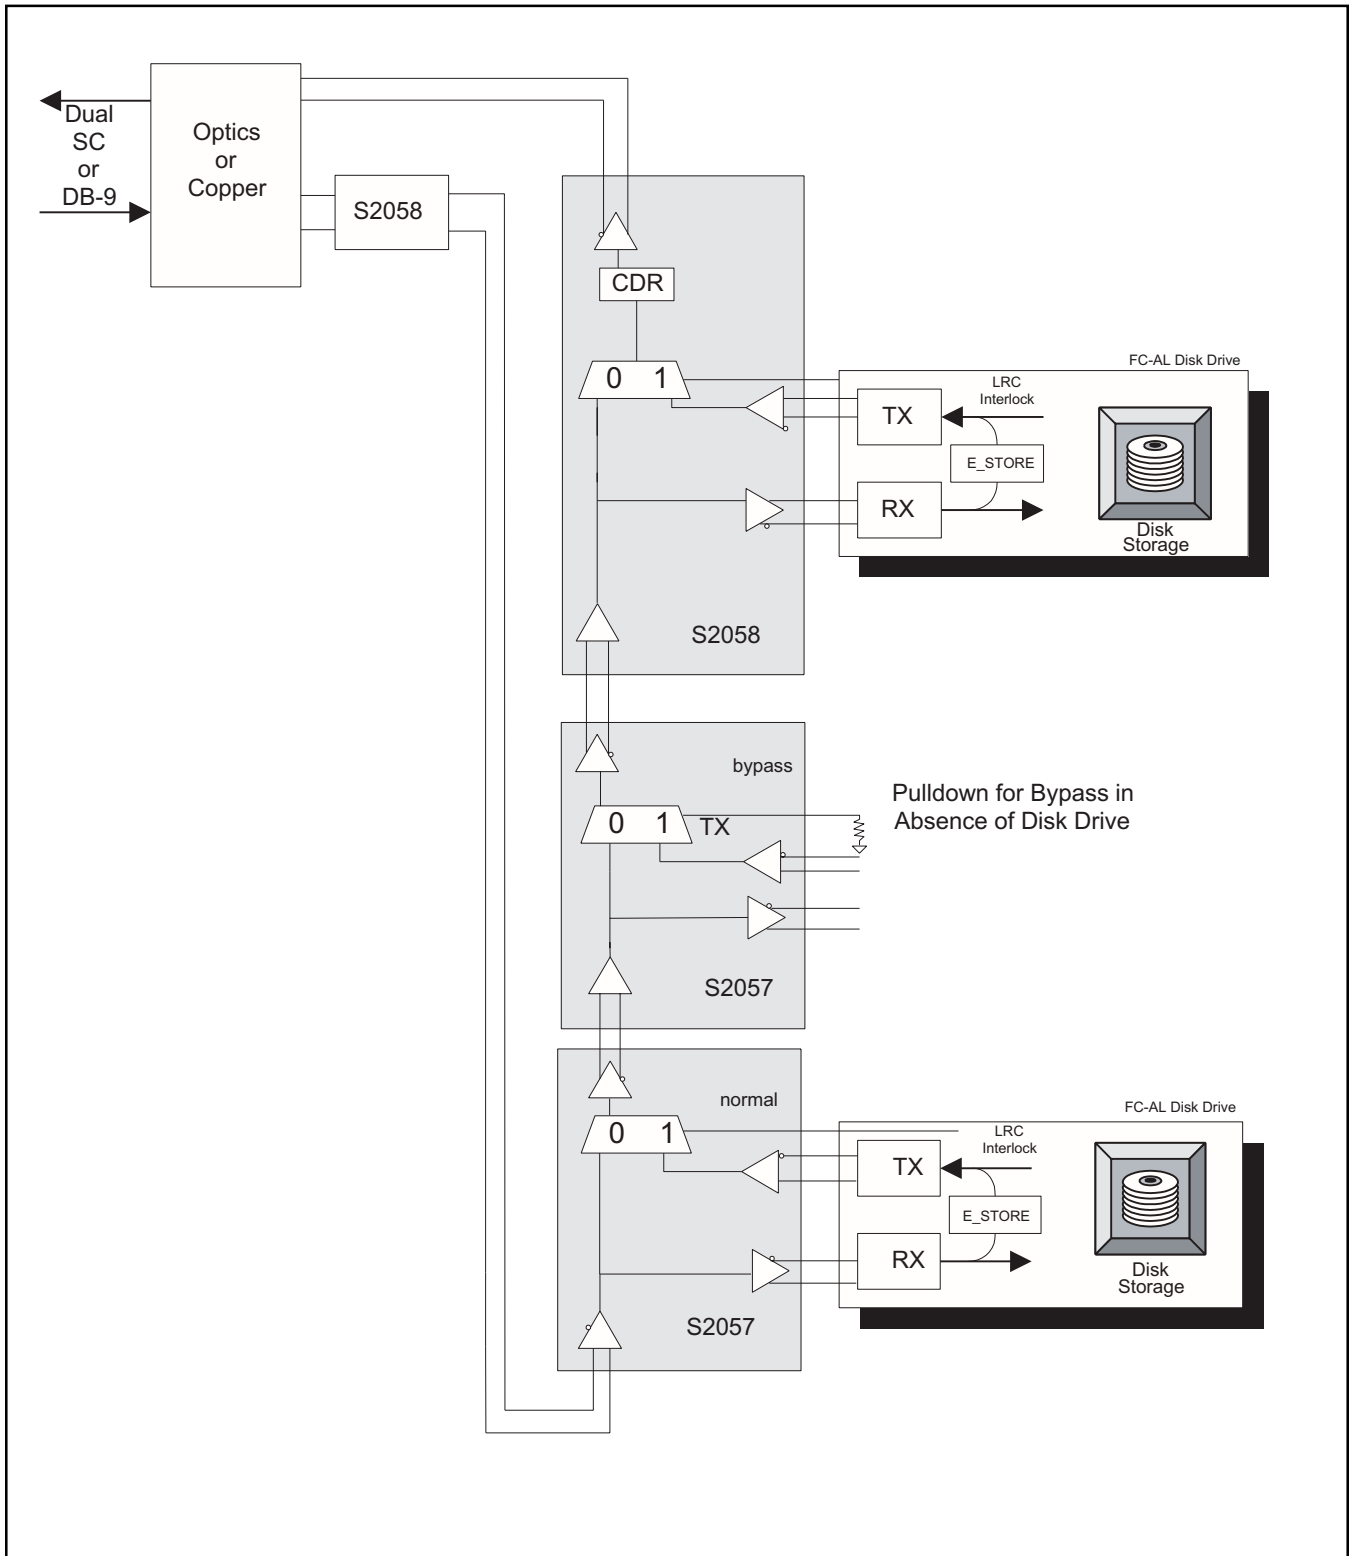 Dual
SC
or
DB-9
Optics
or
Copper
S2058
CDR
0 1
S2058
FC-AL Disk Drive
LRC
Interlock
TX
E_STORE
RX
Disk
Storage
bypass
0 1
TX
S2057
Pulldown for Bypass in
Absence of Disk Drive
normal
0 1
S2057
FC-AL Disk Drive
LRC
Interlock
TX
E_STORE
RX
Disk
Storage